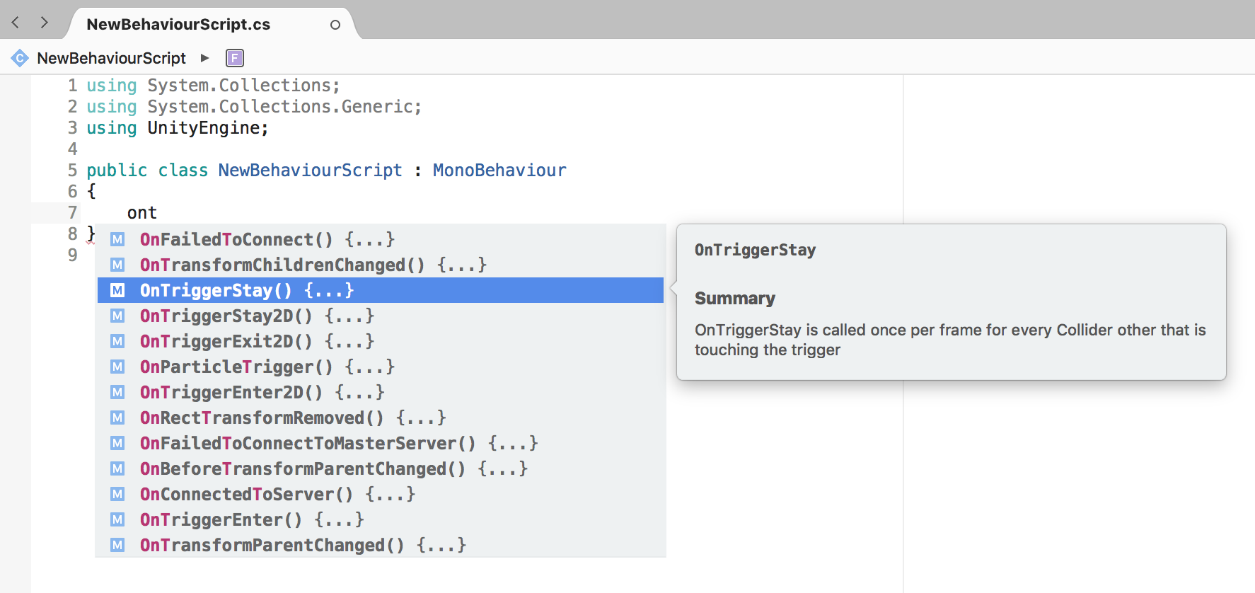 NewBehaviourScript.cs
C NewBehaviourScript F
1 using System.Collections;
2 using System.Collections.Generic;
3 using UnityEngine;
4
5 public class NewBehaviourScript : MonoBehaviour
6 {
7 ont
8 }
9
M OnFailedToConnect() {...}
M OnTransformChildrenChanged() {...}
M OnTriggerStay() {...}
M OnTriggerStay2D() {...}
M OnTriggerExit2D() {...}
M OnParticleTrigger() {...}
M OnTriggerEnter2D() {...}
M OnRectTransformRemoved() {...}
M OnFailedToConnectToMasterServer() {...}
M OnBeforeTransformParentChanged() {...}
M OnConnectedToServer() {...}
M OnTriggerEnter() {...}
M OnTransformParentChanged() {...}
OnTriggerStay
Summary
OnTriggerStay is called once per frame for every Collider other that is
touching the trigger